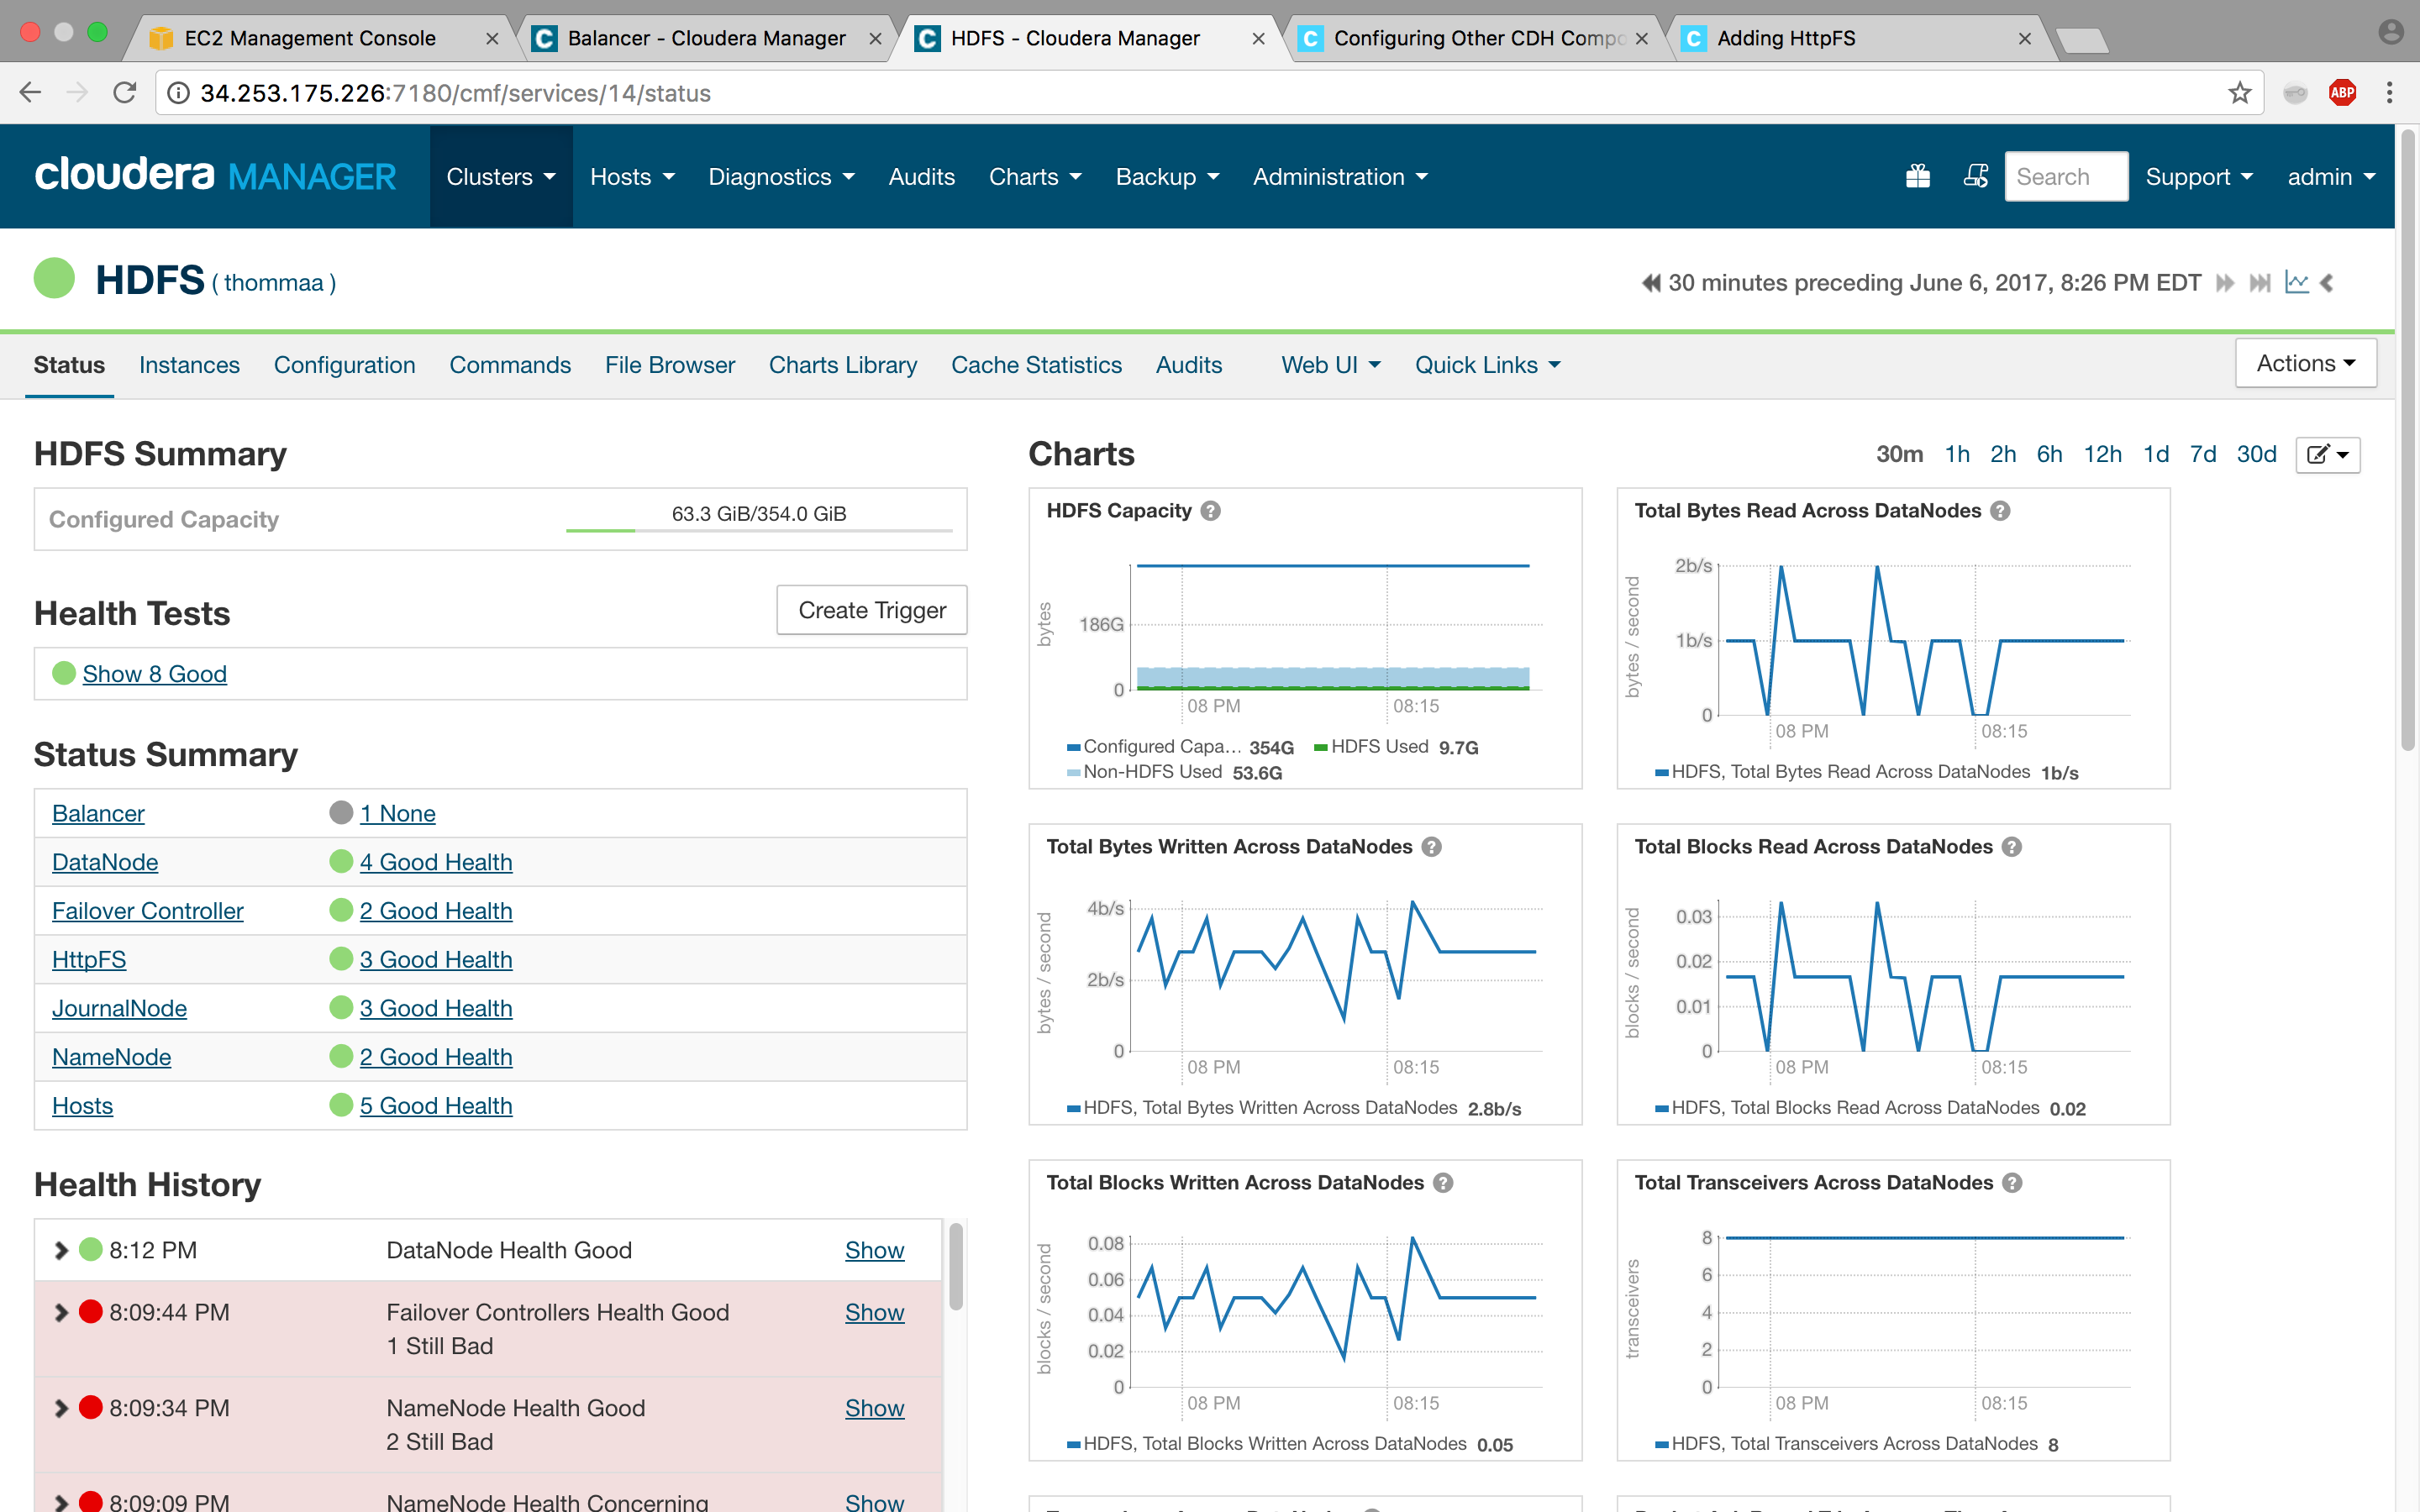 EC2 Management Console
Balancer - Cloudera Manager
HDFS - Cloudera Manager
Configuring Other CDH Compo
Adding HttpFS
34.253.175.226:7180/cmf/services/14/status
ABP
cloudera MANAGER
Clusters
Hosts
Diagnostics
Audits
Charts
Backup
Administration
Search
Support
admin
HDFS ( thommaa )
30 minutes preceding June 6, 2017, 8:26 PM EDT
Status
Instances
Configuration
Commands
File Browser
Charts Library
Cache Statistics
Audits
Web UI
Quick Links
Actions
HDFS Summary
Configured Capacity
63.3 GiB/354.0 GiB
Health Tests
Create Trigger
Show 8 Good
Status Summary
Balancer 1 None
DataNode 4 Good Health
Failover Controller 2 Good Health
HttpFS 3 Good Health
JournalNode 3 Good Health
NameNode 2 Good Health
Hosts 5 Good Health
Health History
8:12 PM DataNode Health Good Show
8:09:44 PM Failover Controllers Health Good Show
1 Still Bad
8:09:34 PM NameNode Health Good Show
2 Still Bad
8:09:09 PM NameNode Health Concerning Show
Charts
30m 1h 2h 6h 12h 1d 7d 30d
HDFS Capacity
bytes
186G
0
08 PM
08:15
Configured Capa... 354G
HDFS Used 9.7G
Non-HDFS Used 53.6G
Total Bytes Read Across DataNodes
bytes / second
2b/s
1b/s
0
08 PM
08:15
HDFS, Total Bytes Read Across DataNodes 1b/s
Total Bytes Written Across DataNodes
bytes / second
4b/s
2b/s
0
08 PM
08:15
HDFS, Total Bytes Written Across DataNodes 2.8b/s
Total Blocks Read Across DataNodes
blocks / second
0.03
0.02
0.01
0
08 PM
08:15
HDFS, Total Blocks Read Across DataNodes 0.02
Total Blocks Written Across DataNodes
blocks / second
0.08
0.06
0.04
0.02
0
08 PM
08:15
HDFS, Total Blocks Written Across DataNodes 0.05
Total Transceivers Across DataNodes
transceivers
8
6
4
2
0
08 PM
08:15
HDFS, Total Transceivers Across DataNodes 8